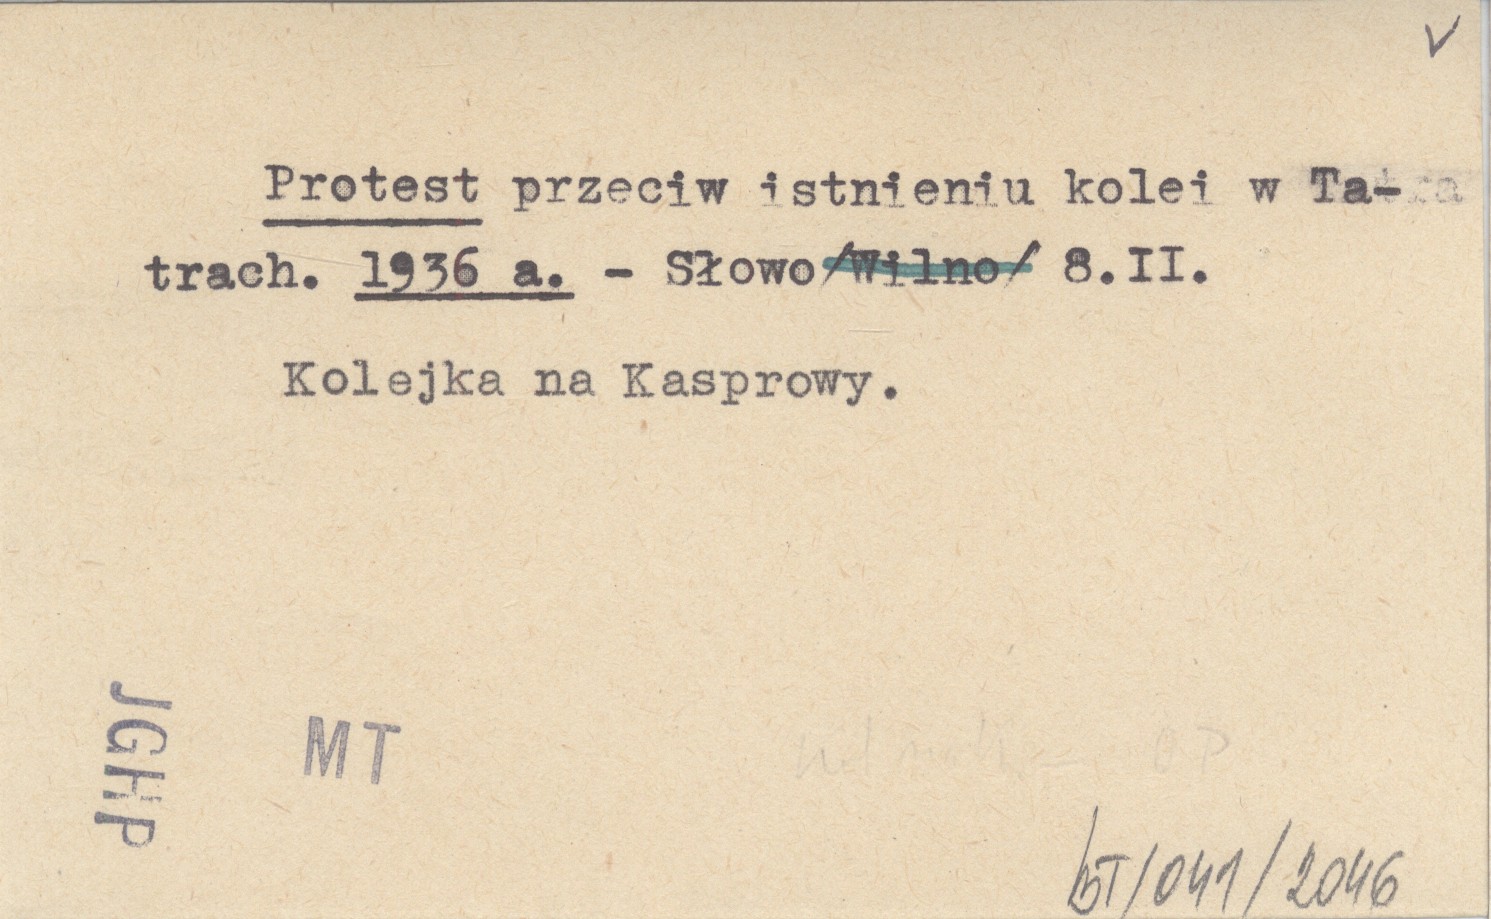 Protest przeciw istnieniu kolei w Ta-
trach. 1936 a. - Słowo/Wilno/ 8.II.
Kolejka na Kasprowy.
JGHP
MT
bT/041/2046